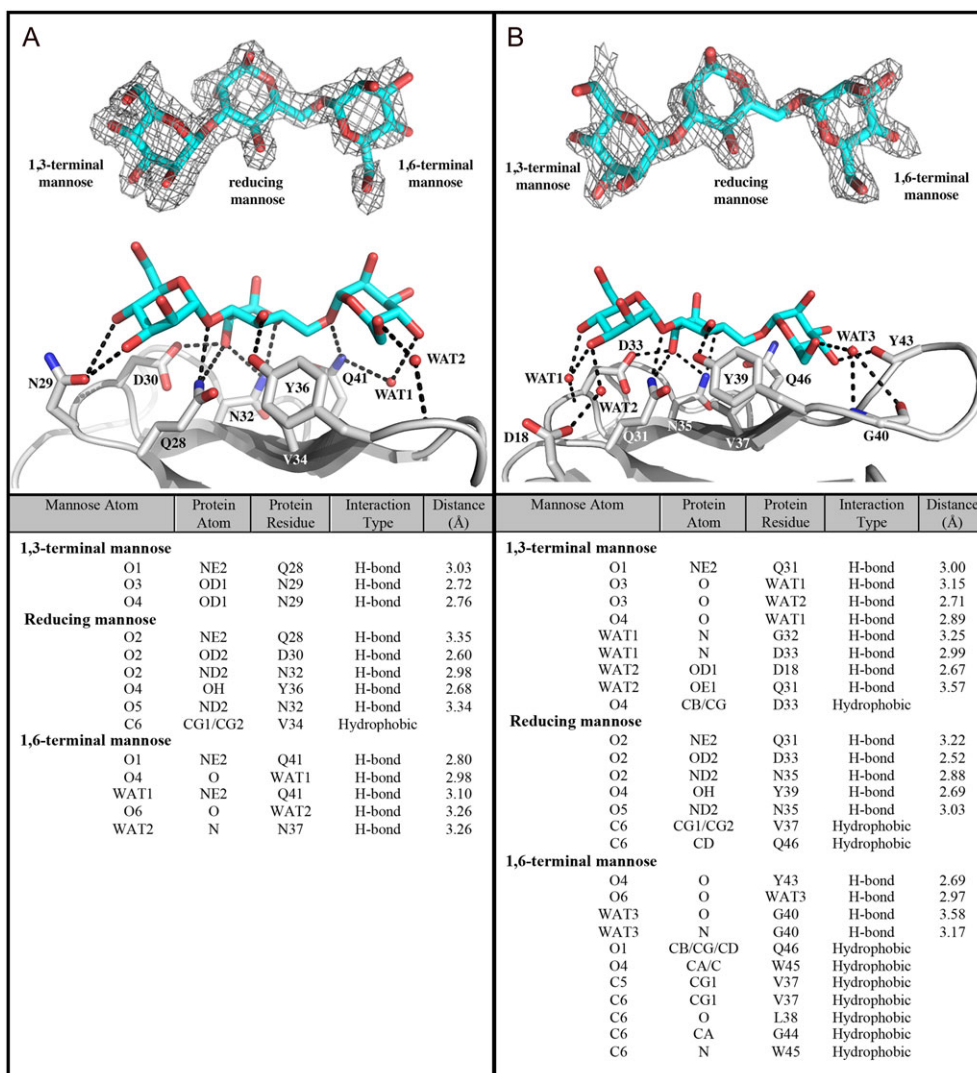 A
1,3-terminal
mannose
reducing
mannose
1,6-terminal
mannose
N29
D30
Q28
N32
Y36
V34
Q41
WAT1
WAT2
Mannose Atom Protein Atom Protein Residue Interaction Type Distance (Å)
1,3-terminal mannose
O1 NE2 Q28 H-bond 3.03
O3 OD1 N29 H-bond 2.72
O4 OD1 N29 H-bond 2.76
Reducing mannose
O2 NE2 Q28 H-bond 3.35
O2 OD2 D30 H-bond 2.60
O2 ND2 N32 H-bond 2.98
O4 OH Y36 H-bond 2.68
O5 ND2 N32 H-bond 3.34
C6 CG1/CG2 V34 Hydrophobic
1,6-terminal mannose
O1 NE2 Q41 H-bond 2.80
O4 O WAT1 H-bond 2.98
WAT1 NE2 Q41 H-bond 3.10
O6 O WAT2 H-bond 3.26
WAT2 N N37 H-bond 3.26
B
1,3-terminal
mannose
reducing
mannose
1,6-terminal
mannose
WAT1
D33
WAT2
D18
Q31
N35
Y39
V37
Q46
WAT3
Y43
G40
Mannose Atom Protein Atom Protein Residue Interaction Type Distance (Å)
1,3-terminal mannose
O1 NE2 Q31 H-bond 3.00
O3 O WAT1 H-bond 3.15
O3 O WAT2 H-bond 2.71
O4 O WAT1 H-bond 2.89
WAT1 N G32 H-bond 3.25
WAT1 N D33 H-bond 2.99
WAT2 OD1 D18 H-bond 2.67
WAT2 OE1 Q31 H-bond 3.57
O4 CB/CG D33 Hydrophobic
Reducing mannose
O2 NE2 Q31 H-bond 3.22
O2 OD2 D33 H-bond 2.52
O2 ND2 N35 H-bond 2.88
O4 OH Y39 H-bond 2.69
O5 ND2 N35 H-bond 3.03
C6 CG1/CG2 V37 Hydrophobic
C6 CD Q46 Hydrophobic
1,6-terminal mannose
O4 O Y43 H-bond 2.69
O6 O WAT3 H-bond 2.97
WAT3 O G40 H-bond 3.58
WAT3 N G40 H-bond 3.17
O1 CB/CG/CD Q46 Hydrophobic
O4 CA/C W45 Hydrophobic
C5 CG1 V37 Hydrophobic
C6 CG1 V37 Hydrophobic
C6 O L38 Hydrophobic
C6 CA G44 Hydrophobic
C6 N W45 Hydrophobic